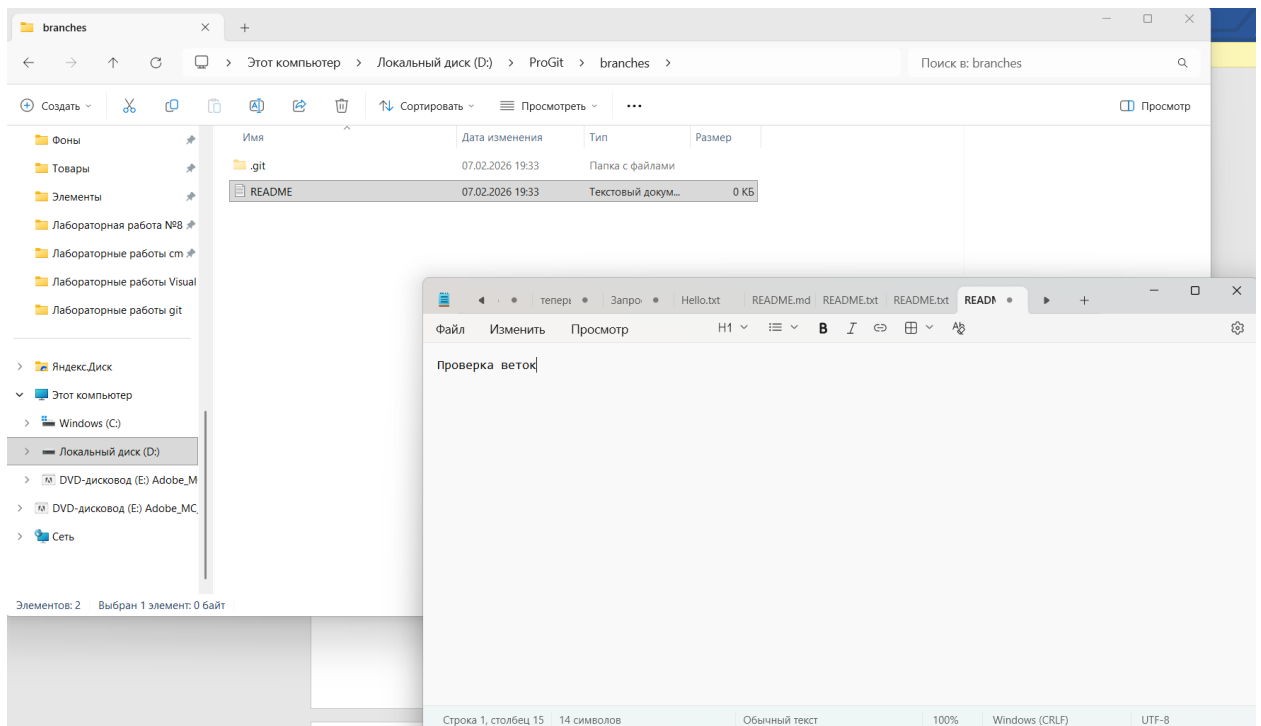 branches
Этот компьютер > Локальный диск (D:) > ProGit > branches >
Поиск в: branches
Создать
Сортировать
Просмотреть
Просмотр
Имя Дата изменения Тип Размер
.git 07.02.2026 19:33 Папка с файлами
README 07.02.2026 19:33 Текстовый докум... 0 КБ
Фоны
Товары
Элементы
Лабораторная работа №8
Лабораторные работы cm
Лабораторные работы Visual
Лабораторные работы git
Яндекс.Диск
Этот компьютер
Windows (C:)
Локальный диск (D:)
DVD-дисковод (E:) Adobe_M
DVD-дисковод (E:) Adobe_MC_
Сеть
Элементов: 2 Выбран 1 элемент: 0 байт
Запро Hello.txt README.md README.txt README.txt
Файл Изменить Просмотр H1 B I
Проверка веток
Строка 1, столбец 15 14 символов Обычный текст 100% Windows (CRLF) UTF-8